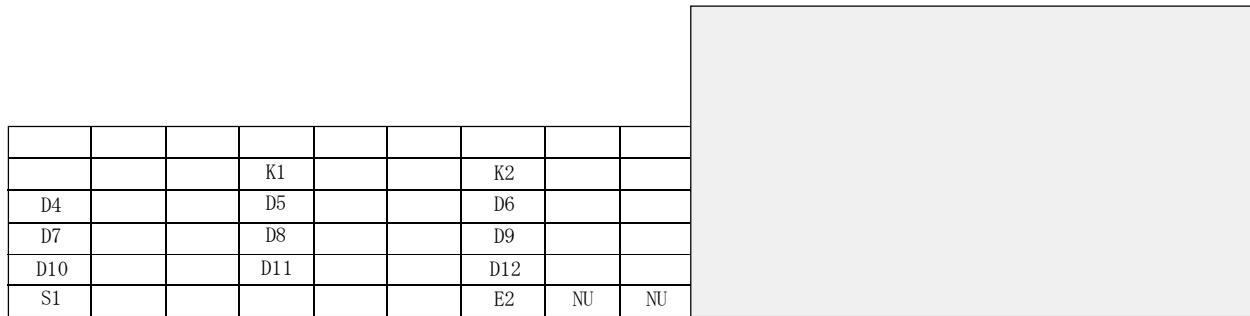 K1 K2
D4 D5 D6
D7 D8 D9
D10 D11 D12
S1 E2 NU NU